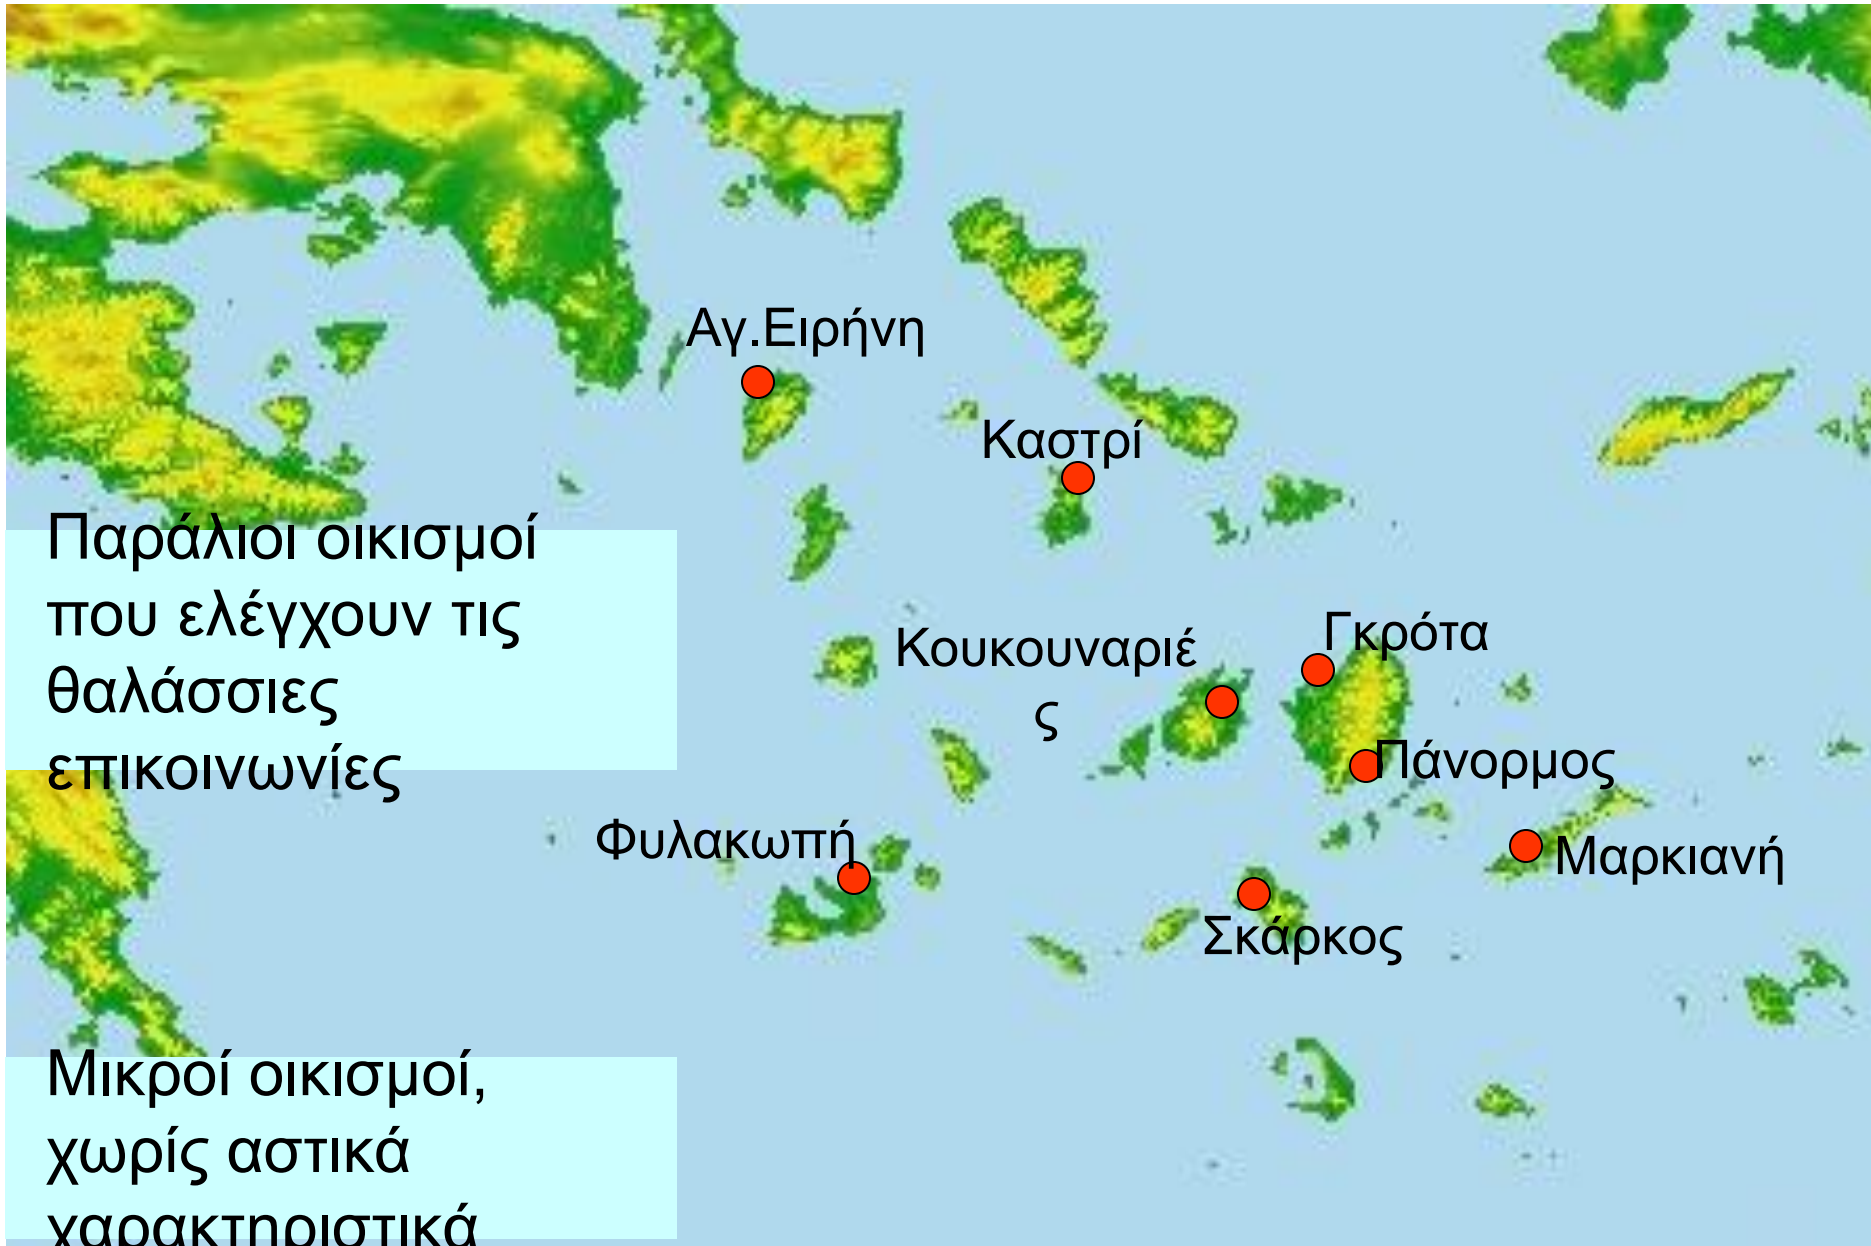 Αγ.Ειρήνη
Καστρί
Παράλιοι οικισμοί
που ελέγχουν τις
θαλάσσιες
επικοινωνίες
Κουκουναριέ
ς
Γκρότα
Πάνορμος
Φυλακωπή
Μαρκιανή
Σκάρκος
Μικροί οικισμοί,
χωρίς αστικά
χαρακτηριστικά